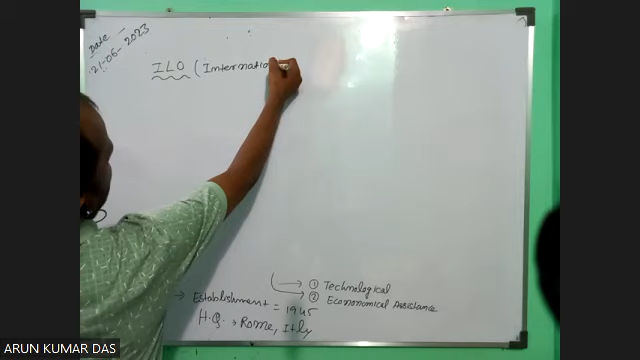 Date -
21-06-2023
ILO (Internatio
① Technological
② Economical Assistance
→ Establishment = 1945
H.Q. → Rome, Italy
ARUN KUMAR DAS